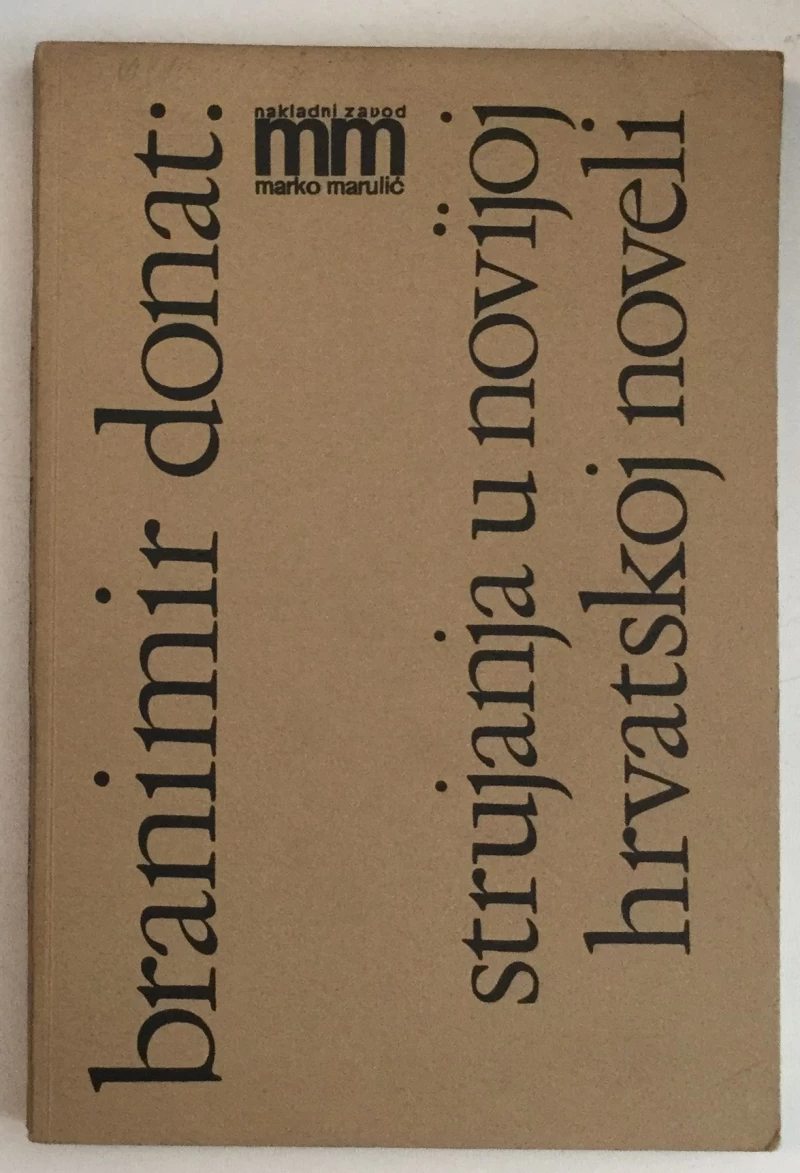 branimir donat:
nakladni zavod
mm
marko marulić
strujanja u novijoj
hrvatskoj noveli